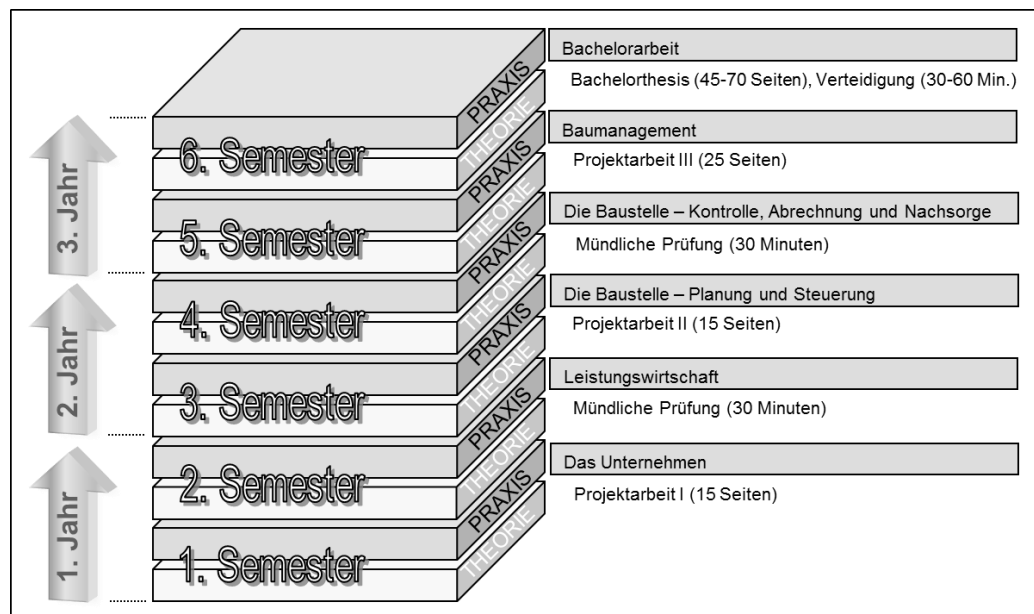 Bachelorarbeit
Bachelorthesis (45-70 Seiten), Verteidigung (30-60 Min.)
PRAXIS
THEORIE
6. Semester
Baumanagement
Projektarbeit III (25 Seiten)
PRAXIS
THEORIE
5. Semester
3. Jahr
Die Baustelle – Kontrolle, Abrechnung und Nachsorge
Mündliche Prüfung (30 Minuten)
PRAXIS
THEORIE
4. Semester
Die Baustelle – Planung und Steuerung
Projektarbeit II (15 Seiten)
PRAXIS
THEORIE
3. Semester
2. Jahr
Leistungswirtschaft
Mündliche Prüfung (30 Minuten)
PRAXIS
THEORIE
2. Semester
Das Unternehmen
Projektarbeit I (15 Seiten)
PRAXIS
THEORIE
1. Semester
1. Jahr